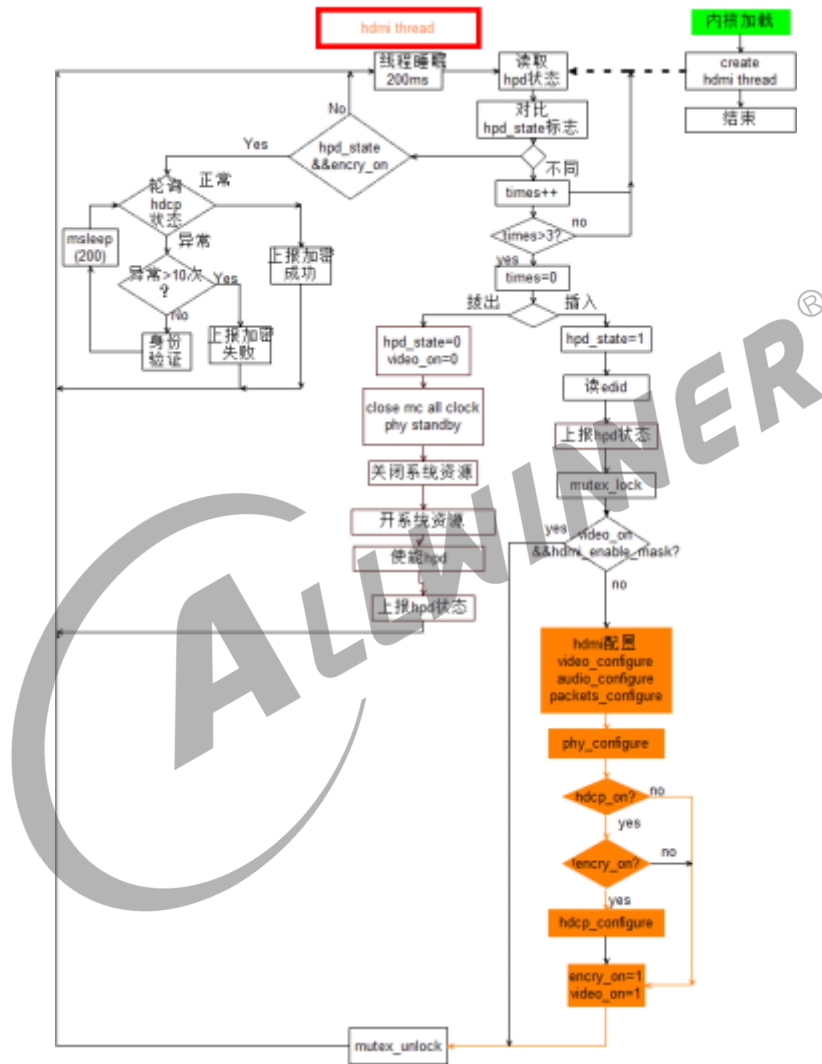 hdmi thread
内核加载
线程睡眠
200ms
读取
hpd状态
create
hdmi thread
结束
对比
hpd_state标志
No
Yes
hpd_state
&&encry_on
不同
times++
times>3?
no
yes
times=0
轮询
hdcp
状态
正常
异常
msleep
(200)
上报加密
成功
异常>10次
?
Yes
No
身份
验证
上报加密
失败
拔出
插入
hpd_state=0
video_on=0
hpd_state=1
读edid
close mc all clock
phy standby
上报hpd状态
关闭系统资源
mutex_lock
开系统资源
使能hpd
上报hpd状态
yes
video_on
&&hdmi_enable_mask?
no
hdmi配置
video_configure
audio_configure
packets_configure
phy_configure
hdcp_on?
no
yes
!encry_on?
no
yes
hdcp_configure
encry_on=1
video_on=1
mutex_unlock
ALLWINNER®